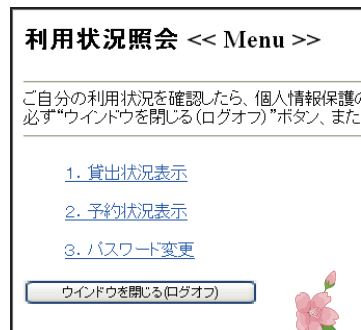 利用状況照会 << Menu >>
ご自分の利用状況を確認したら、個人情報保護の
必ず“ウインドウを閉じる(ログオフ)”ボタン、また
1. 貸出状況表示
2. 予約状況表示
3. パスワード変更
ウインドウを閉じる(ログオフ)